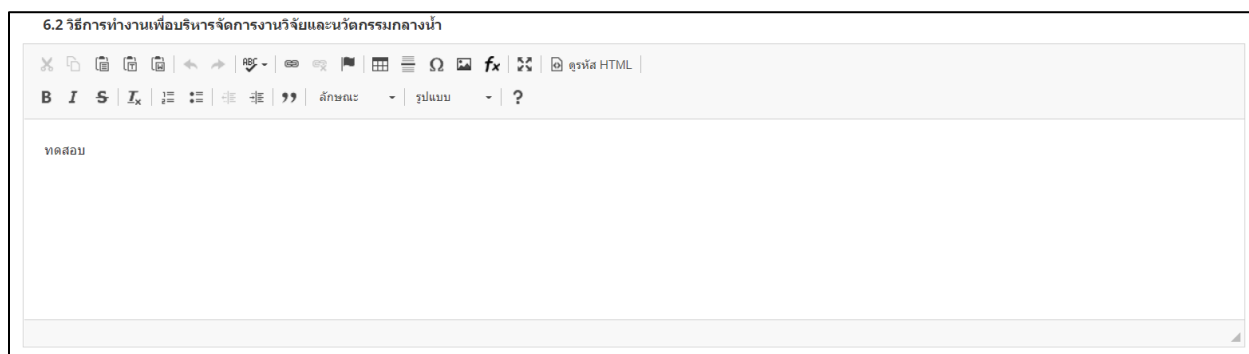 6.2 วิธีการทำงานเพื่อบริหารจัดการงานวิจัยและนวัตกรรมกลางน้ำ
ABC Ω fx ดูรหัส HTML
B I S Ix ลักษณะ รูปแบบ ?
ทดสอบ